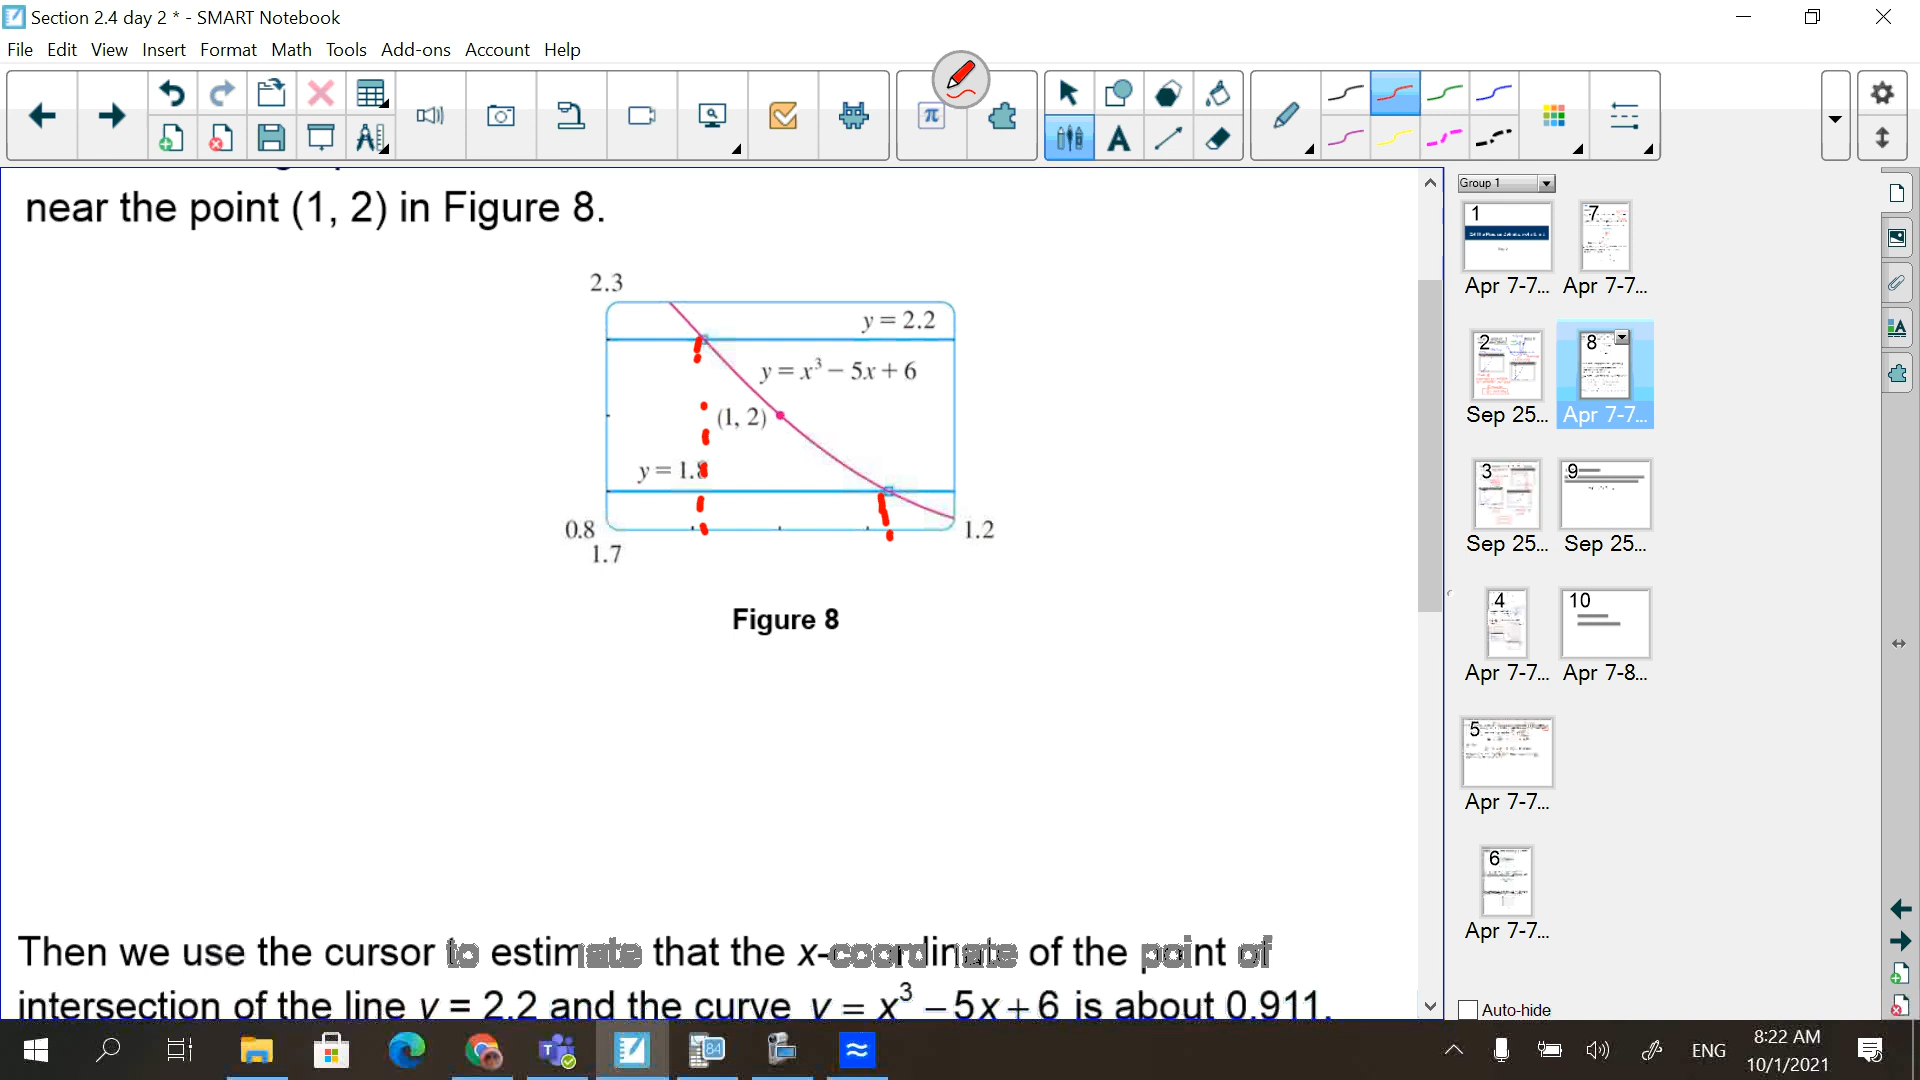 Section 2.4 day 2 * - SMART Notebook
File Edit View Insert Format Math Tools Add-ons Account Help
near the point (1, 2) in Figure 8.
2.3
y = 2.2
y = x³ − 5x + 6
(1, 2)
y = 1.8
0.8
1.2
1.7
Figure 8
Then we use the cursor to estimate that the x-coordinate of the point of
intersection of the line y = 2.2 and the curve y = x³ − 5x + 6 is about 0.911.
Group 1
1
7
Apr 7-7... Apr 7-7...
2
8
Sep 25... Apr 7-7...
3
9
Sep 25... Sep 25...
4
10
Apr 7-7... Apr 7-8...
5
Apr 7-7...
6
Apr 7-7...
Auto-hide
84
ENG
8:22 AM
10/1/2021